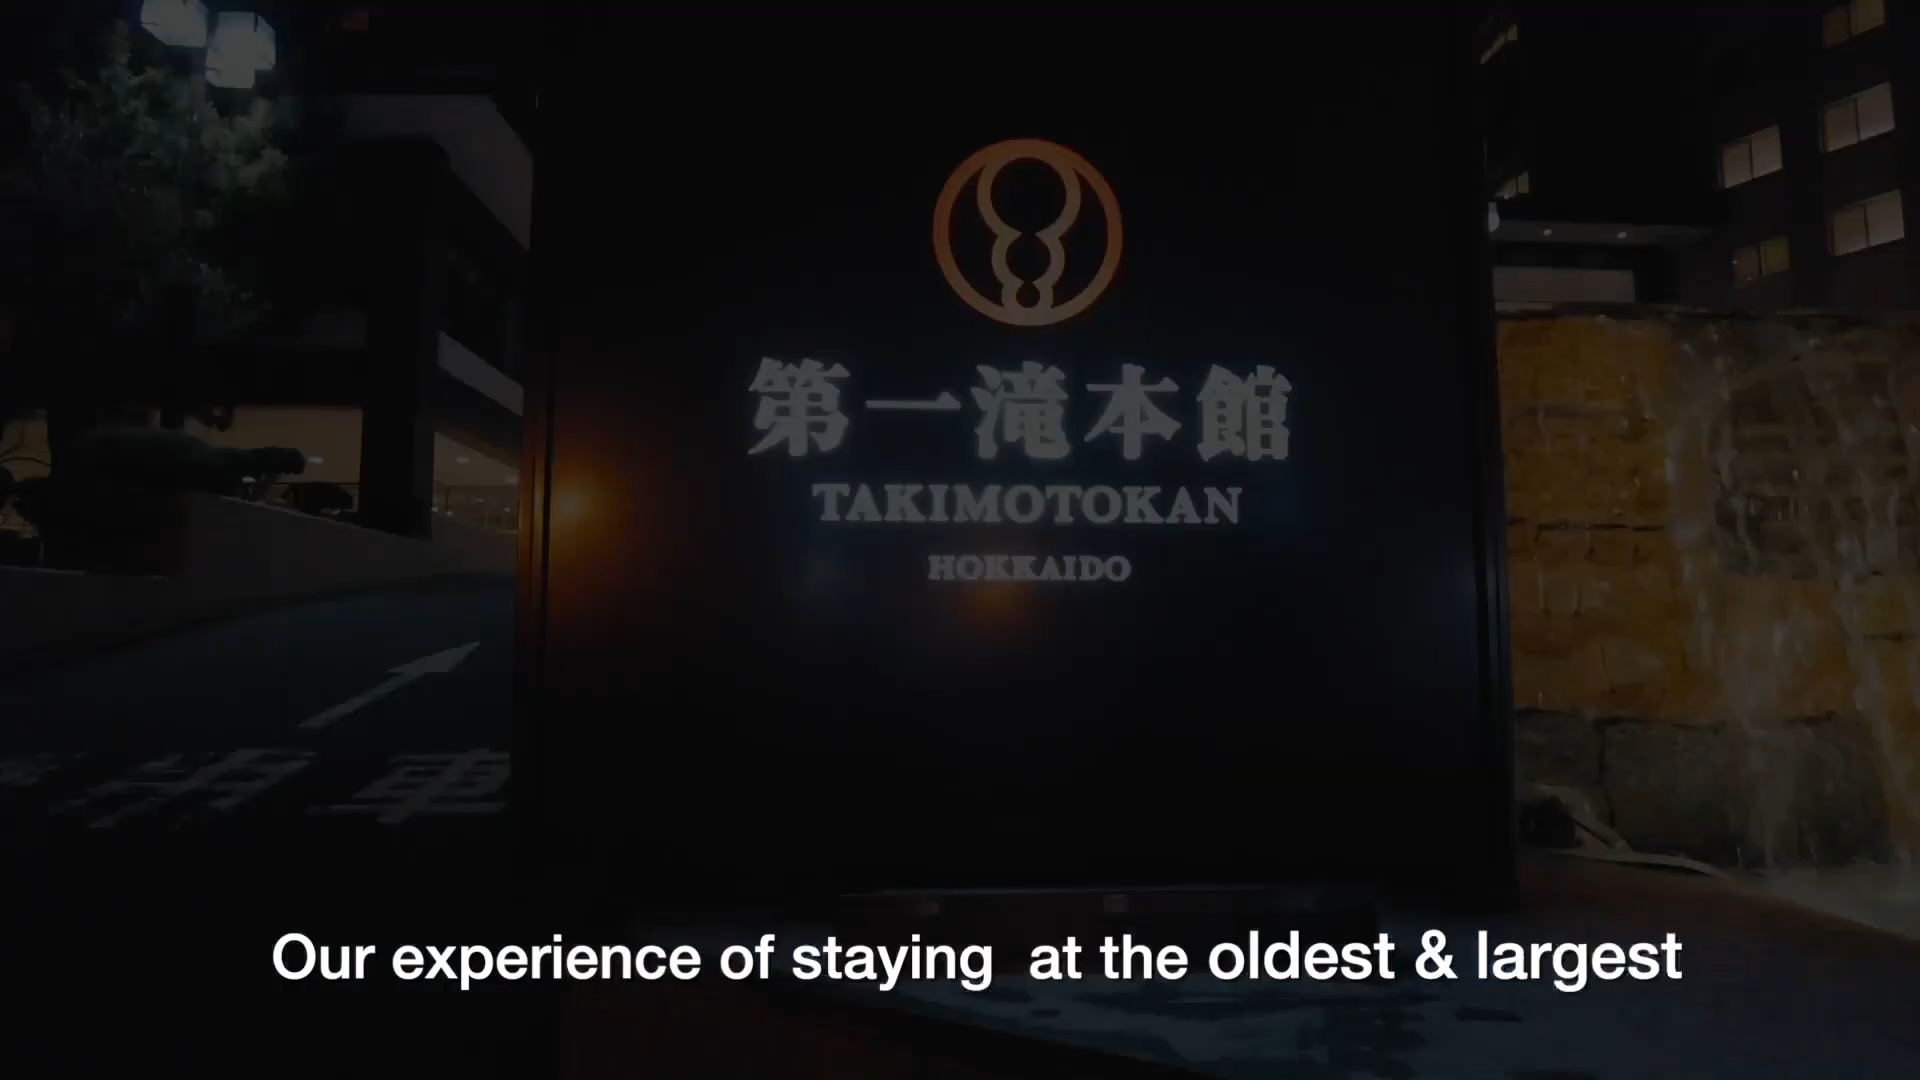 第一滝本館
TAKIMOTOKAN
HOKKAIDO
Our experience of staying at the oldest & largest